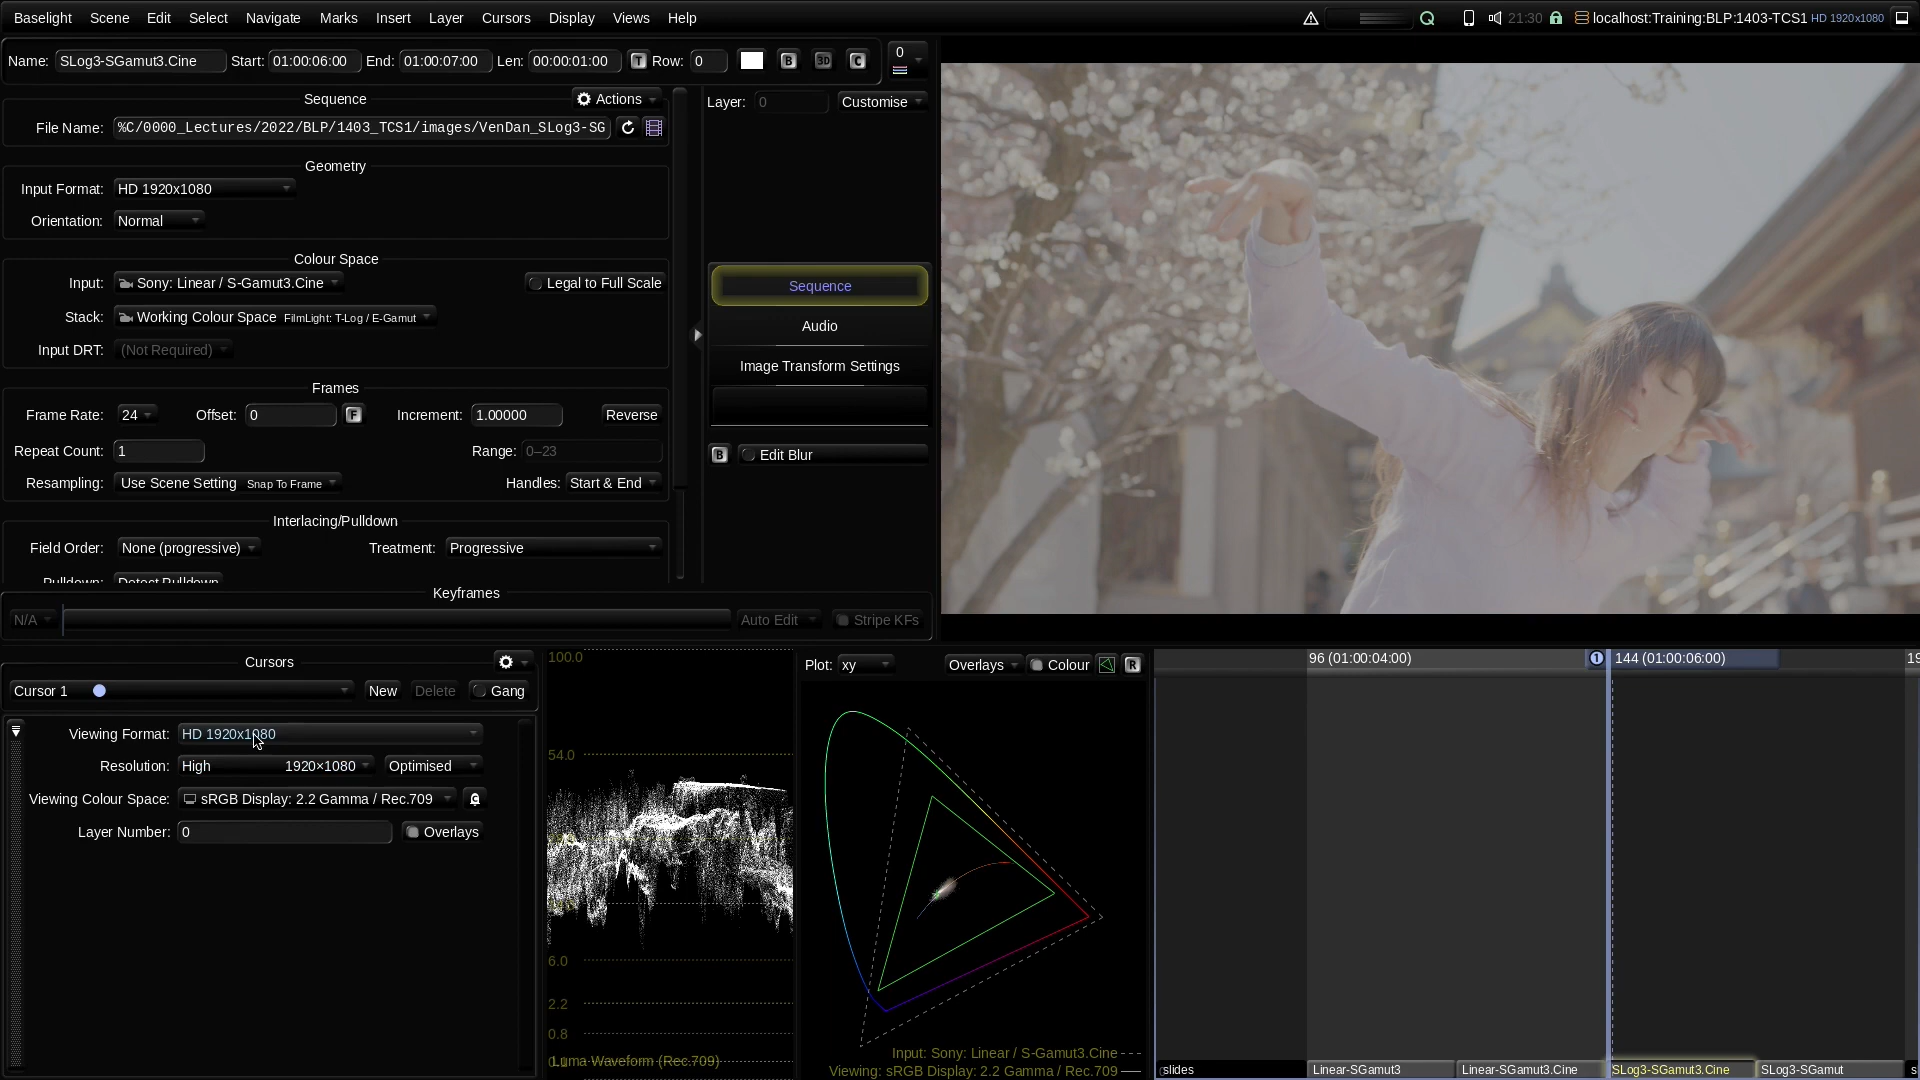 Baselight Scene Edit Select Navigate Marks Insert Layer Cursors Display Views Help 21:30 localhost:Training:BLP:1403-TCS1 HD 1920x1080
Name: SLog3-SGamut3.Cine Start: 01:00:06:00 End: 01:00:07:00 Len: 00:00:01:00 T Row: 0 B 3D C 0
Sequence Actions
Layer: 0 Customise
File Name: %C/0000_Lectures/2022/BLP/1403_TCS1/images/VenDan_SLog3-SG
Geometry
Input Format: HD 1920x1080
Orientation: Normal
Colour Space
Input: Sony: Linear / S-Gamut3.Cine Legal to Full Scale
Stack: Working Colour Space FilmLight: T-Log / E-Gamut
Input DRT: (Not Required)
Sequence
Audio
Image Transform Settings
Frames
Frame Rate: 24 Offset: 0 F Increment: 1.00000 Reverse
Repeat Count: 1 Range: 0–23
B Edit Blur
Resampling: Use Scene Setting Snap To Frame Handles: Start & End
Interlacing/Pulldown
Field Order: None (progressive) Treatment: Progressive
Pulldown: Detect Pulldown
Keyframes
N/A Auto Edit Stripe KFs
Cursors
Cursor 1 New Delete Gang
Viewing Format: HD 1920x1080
Resolution: High 1920×1080 Optimised
Viewing Colour Space: sRGB Display: 2.2 Gamma / Rec.709
Layer Number: 0 Overlays
100.0
54.0
6.0
2.2
0.8
Luma Waveform (Rec.709)
Plot: xy Overlays Colour R
Input: Sony: Linear / S-Gamut3.Cine
Viewing: sRGB Display: 2.2 Gamma / Rec.709
96 (01:00:04:00) 1 144 (01:00:06:00) 19
slides Linear-SGamut3 Linear-SGamut3.Cine SLog3-SGamut3.Cine SLog3-SGamut s